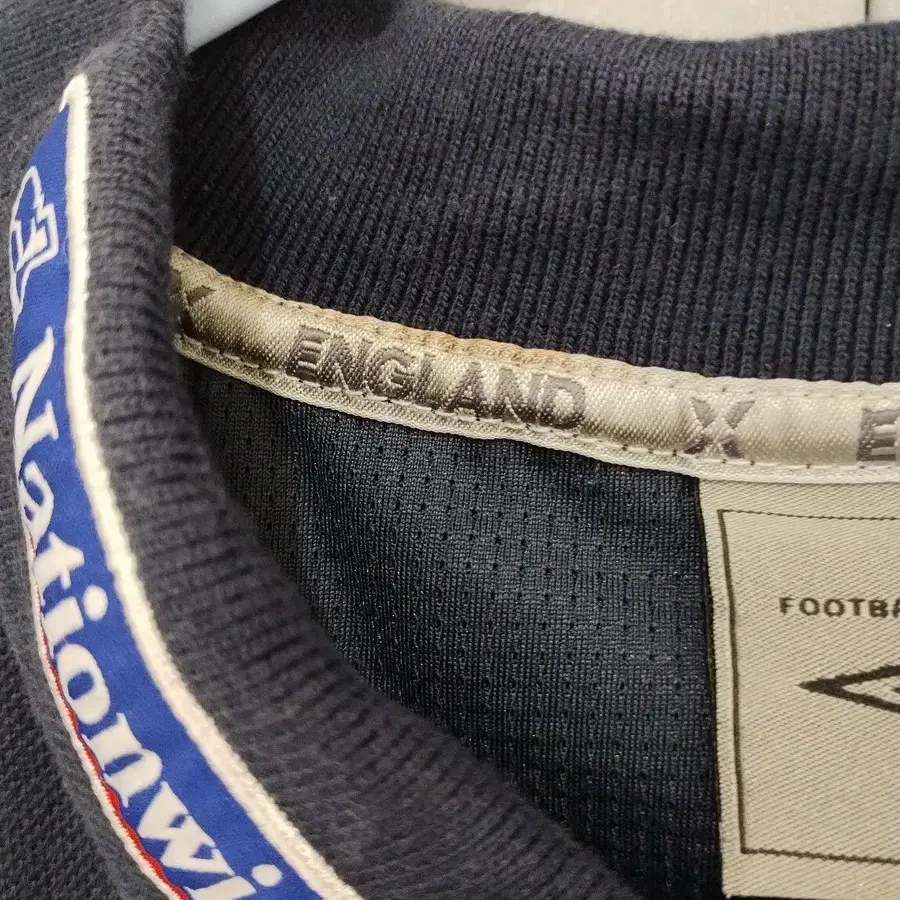 Nationwi
X ENGLAND X E
FOOTBA